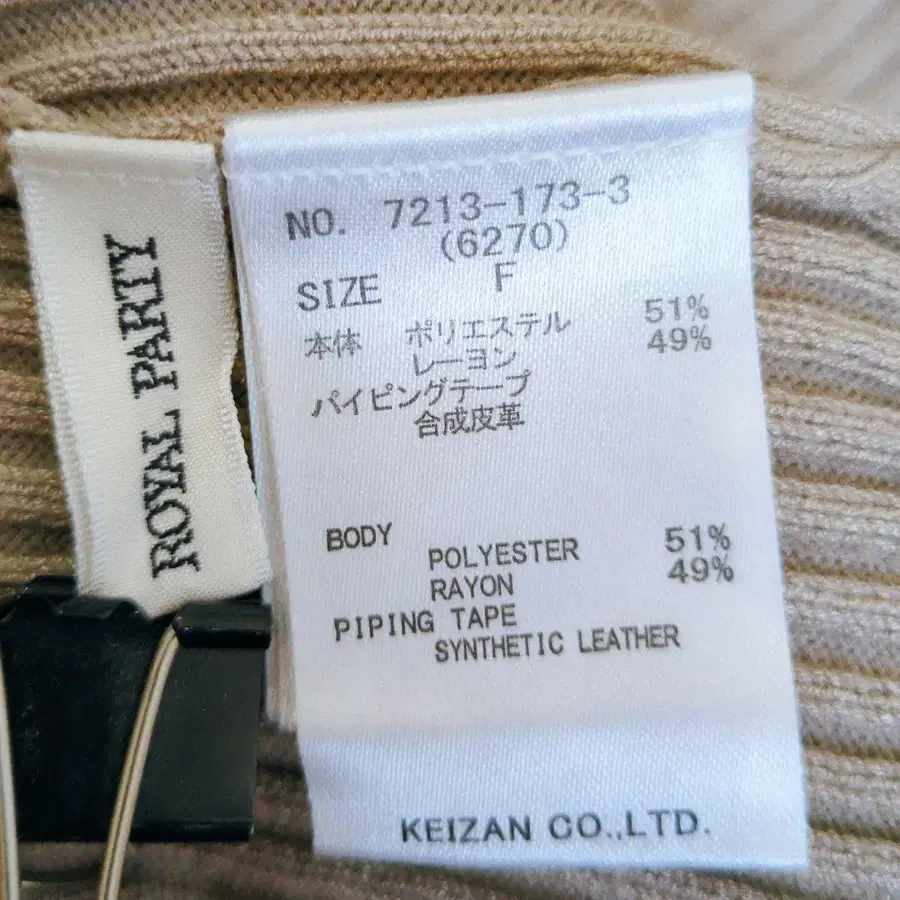 ROYAL PARTY
NO. 7213-173-3
(6270)
SIZE F
本体 ポリエステル 51%
レーヨン 49%
パイピングテープ
合成皮革
BODY
POLYESTER 51%
RAYON 49%
PIPING TAPE
SYNTHETIC LEATHER
KEIZAN CO.,LTD.